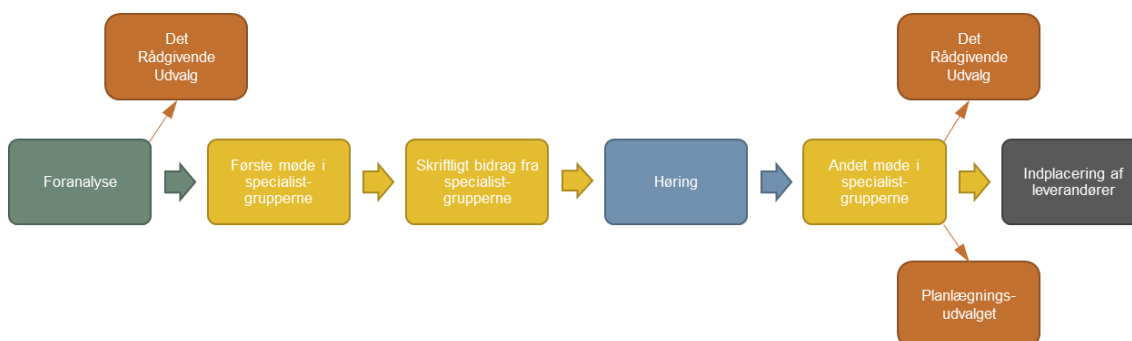 Det
Rådgivende
Udvalg
Det
Rådgivende
Udvalg
Foranalyse
Første møde i
specialist-
grupperne
Skriftligt bidrag fra
specialist-
grupperne
Høring
Andet møde i
specialist-
grupperne
Indplacering af
leverandører
Planlægnings-
udvalget